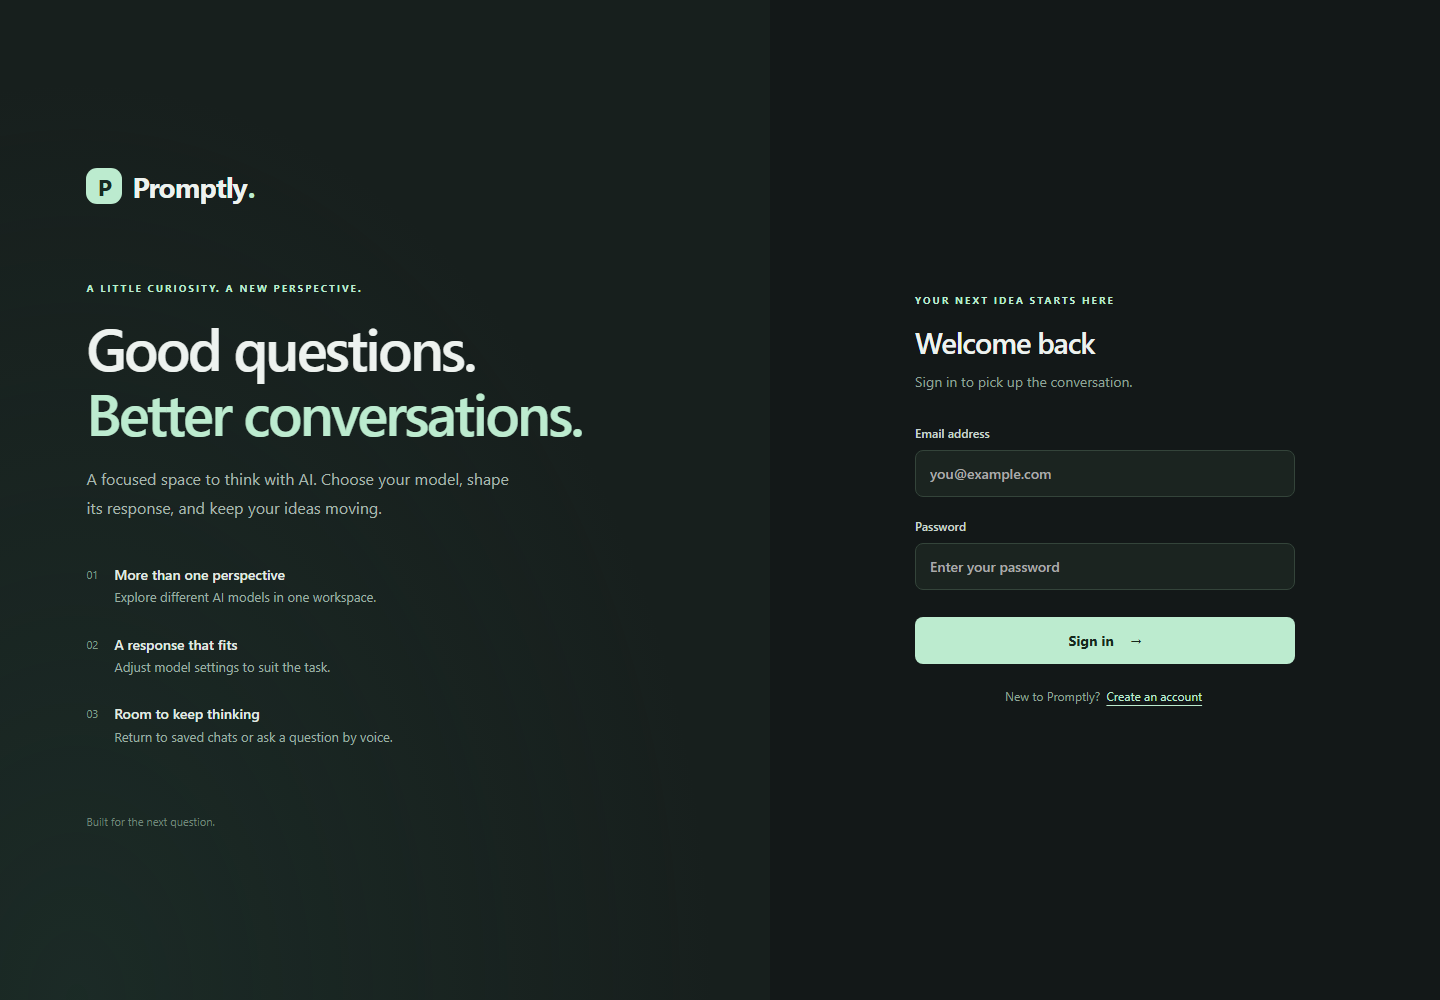 P Promptly.
A LITTLE CURIOSITY. A NEW PERSPECTIVE.
Good questions.
Better conversations.
A focused space to think with AI. Choose your model, shape
its response, and keep your ideas moving.
01 More than one perspective
Explore different AI models in one workspace.
02 A response that fits
Adjust model settings to suit the task.
03 Room to keep thinking
Return to saved chats or ask a question by voice.
Built for the next question.
YOUR NEXT IDEA STARTS HERE
Welcome back
Sign in to pick up the conversation.
Email address
you@example.com
Password
Enter your password
Sign in →
New to Promptly? Create an account